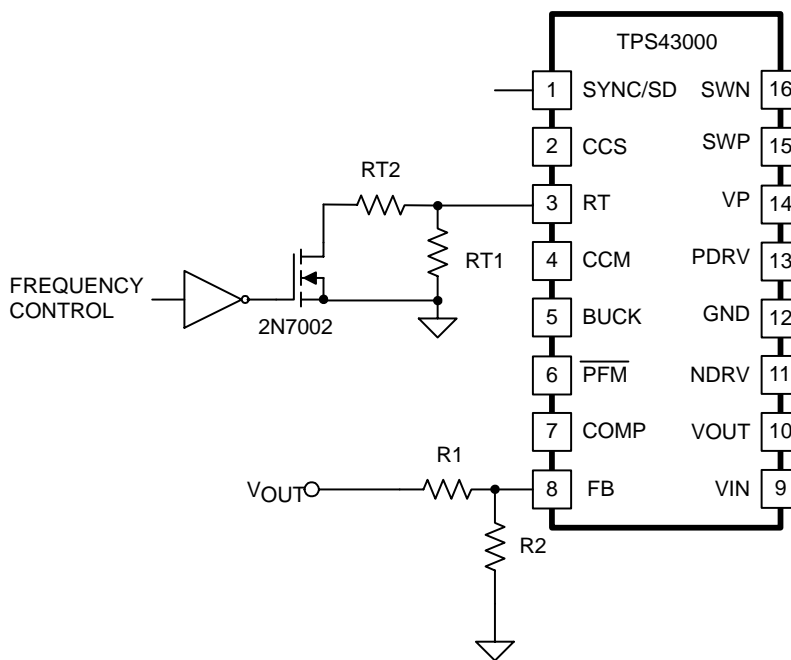 TPS43000
1 SYNC/SD SWN 16
2 CCS SWP 15
RT2
3 RT VP 14
RT1
4 CCM PDRV 13
FREQUENCY
CONTROL
2N7002
5 BUCK GND 12
6 PFM NDRV 11
7 COMP VOUT 10
R1
VOUT
8 FB VIN 9
R2